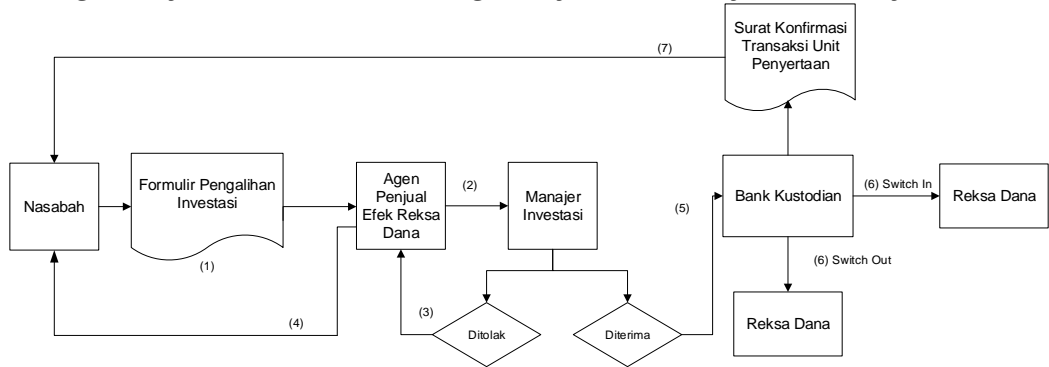 Surat Konfirmasi
Transaksi Unit
Penyertaan
(7)
Nasabah
Formulir Pengalihan
Investasi
(1)
Agen
Penjual
Efek Reksa
Dana
(2)
Manajer
Investasi
(5)
Bank Kustodian
(6) Switch In
Reksa Dana
(6) Switch Out
Reksa Dana
(3)
(4)
Ditolak
Diterima